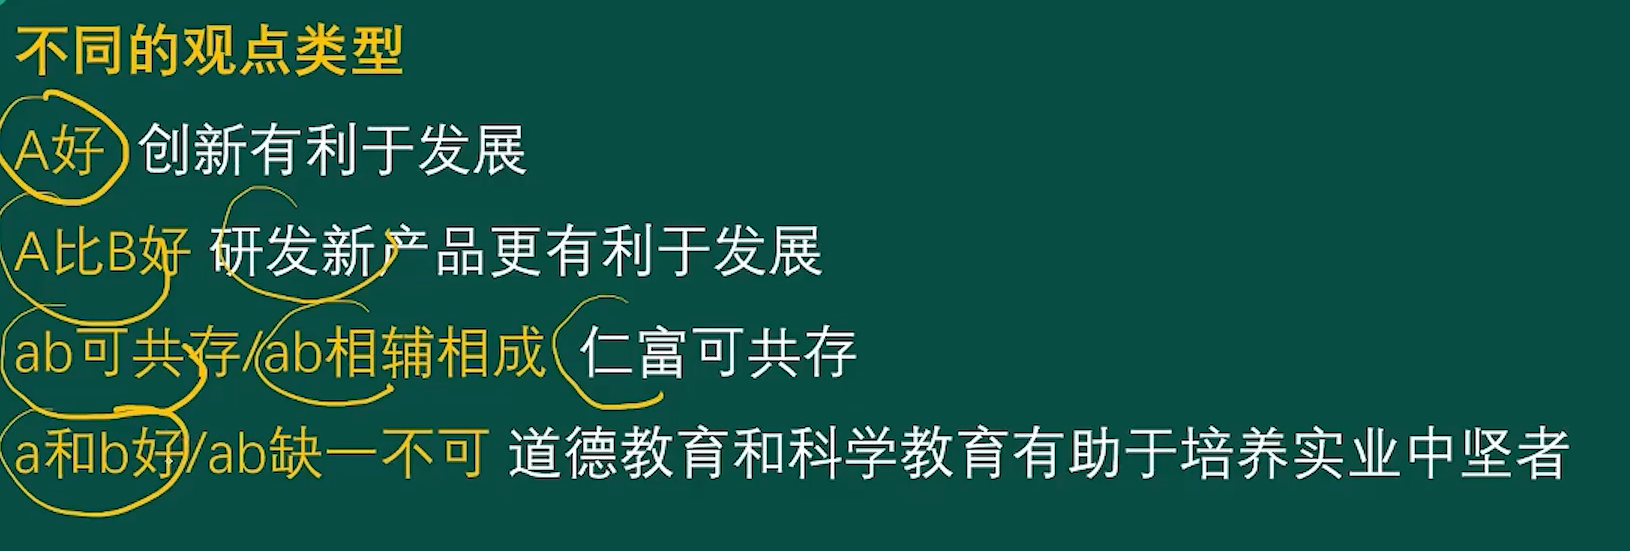 不同的观点类型
A好 创新有利于发展
A比B好 研发新产品更有利于发展
ab可共存/ab相辅相成 仁富可共存
a和b好/ab缺一不可 道德教育和科学教育有助于培养实业中坚者